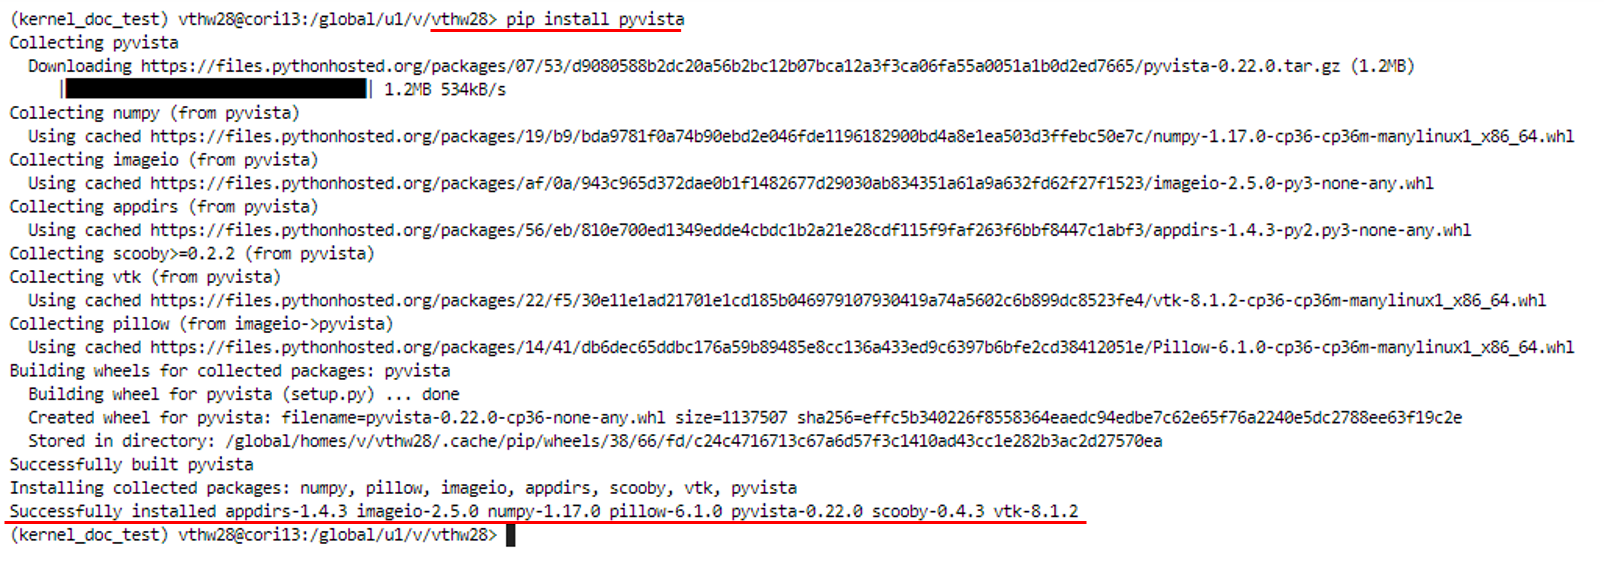 (kernel_doc_test) vthw28@cori13:/global/u1/v/vthw28> pip install pyvista
Collecting pyvista
  Downloading https://files.pythonhosted.org/packages/07/53/d9080588b2dc20a56b2bc12b07bca12a3f3ca06fa55a0051a1b0d2ed7665/pyvista-0.22.0.tar.gz (1.2MB)
     |████████████████████████████████| 1.2MB 534kB/s
Collecting numpy (from pyvista)
  Using cached https://files.pythonhosted.org/packages/19/b9/bda9781f0a74b90ebd2e046fde1196182900bd4a8e1ea503d3ffebc50e7c/numpy-1.17.0-cp36-cp36m-manylinux1_x86_64.whl
Collecting imageio (from pyvista)
  Using cached https://files.pythonhosted.org/packages/af/0a/943c965d372dae0b1f1482677d29030ab834351a61a9a632fd62f27f1523/imageio-2.5.0-py3-none-any.whl
Collecting appdirs (from pyvista)
  Using cached https://files.pythonhosted.org/packages/56/eb/810e700ed1349edde4cbdc1b2a21e28cdf115f9faf263f6bbf8447c1abf3/appdirs-1.4.3-py2.py3-none-any.whl
Collecting scooby>=0.2.2 (from pyvista)
Collecting vtk (from pyvista)
  Using cached https://files.pythonhosted.org/packages/22/f5/30e11e1ad21701e1cd185b046979107930419a74a5602c6b899dc8523fe4/vtk-8.1.2-cp36-cp36m-manylinux1_x86_64.whl
Collecting pillow (from imageio->pyvista)
  Using cached https://files.pythonhosted.org/packages/14/41/db6dec65ddbc176a59b89485e8cc136a433ed9c6397b6bfe2cd38412051e/Pillow-6.1.0-cp36-cp36m-manylinux1_x86_64.whl
Building wheels for collected packages: pyvista
  Building wheel for pyvista (setup.py) ... done
  Created wheel for pyvista: filename=pyvista-0.22.0-cp36-none-any.whl size=1137507 sha256=effc5b340226f8558364eaedc94edbe7c62e65f76a2240e5dc2788ee63f19c2e
  Stored in directory: /global/homes/v/vthw28/.cache/pip/wheels/38/66/fd/c24c4716713c67a6d57f3c1410ad43cc1e282b3ac2d27570ea
Successfully built pyvista
Installing collected packages: numpy, pillow, imageio, appdirs, scooby, vtk, pyvista
Successfully installed appdirs-1.4.3 imageio-2.5.0 numpy-1.17.0 pillow-6.1.0 pyvista-0.22.0 scooby-0.4.3 vtk-8.1.2
(kernel_doc_test) vthw28@cori13:/global/u1/v/vthw28>